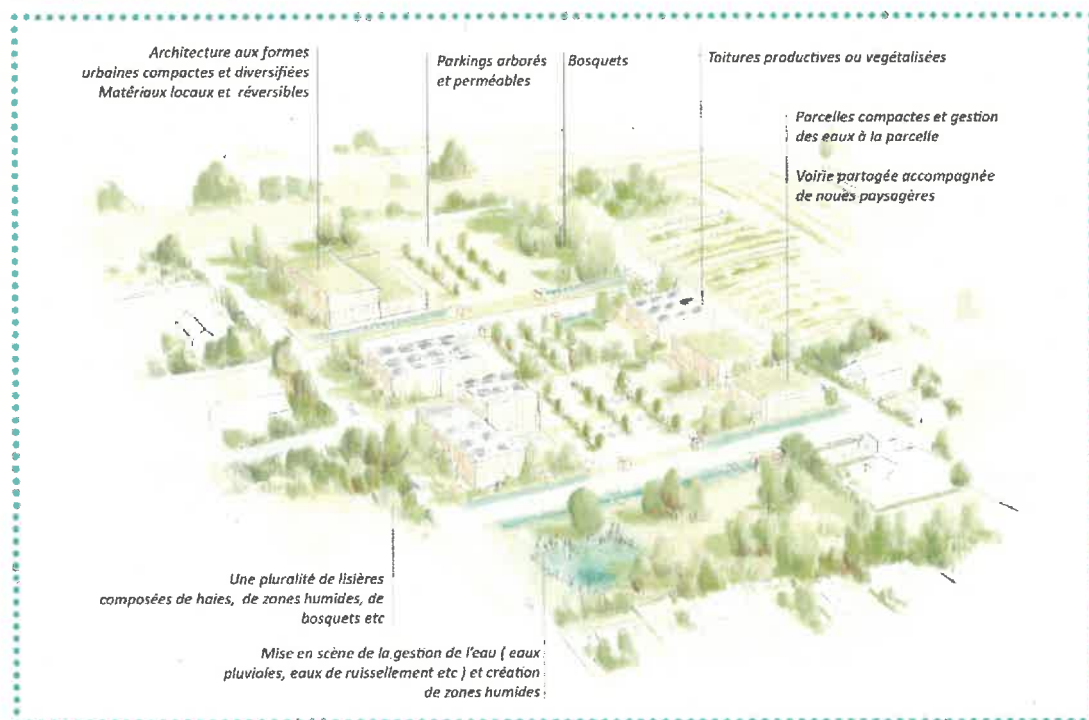 Architecture aux formes
urbaines compactes et diversifiées
Matériaux locaux et réversibles
Parkings arborés
et perméables
Bosquets
Toitures productives ou vegétalisées
Parcelles compactes et gestion
des eaux à la parcelle
Voirie partagée accompagnée
de noues paysagères
Une pluralité de lisières
composées de haies, de zones humides, de
bosquets etc
Mise en scène de la gestion de l'eau ( eaux
pluviales, eaux de ruissellement etc ) et création
de zones humides